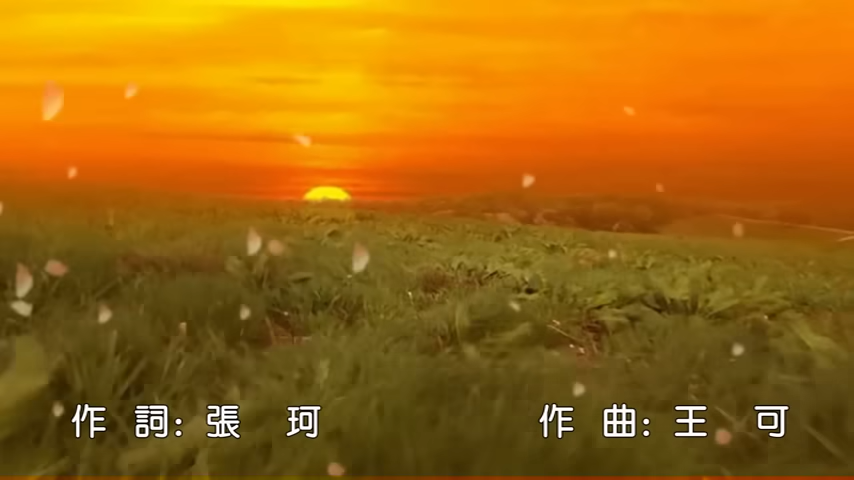 作 詞: 張 珂 作 曲: 王 可